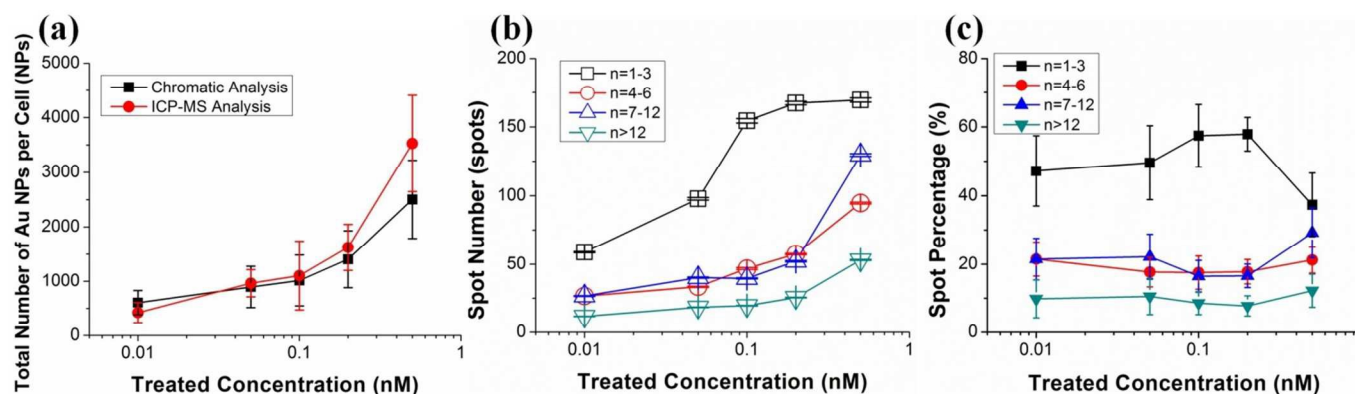 (a)
Total Number of Au NPs per Cell (NPs)
5000
4000
3000
2000
1000
0
Chromatic Analysis
ICP-MS Analysis
0.01
0.1
1
Treated Concentration (nM)
(b)
Spot Number (spots)
200
150
100
50
0
n=1-3
n=4-6
n=7-12
n>12
0.01
0.1
1
Treated Concentration (nM)
(c)
Spot Percentage (%)
80
60
40
20
0
n=1-3
n=4-6
n=7-12
n>12
0.01
0.1
Treated Concentration (nM)